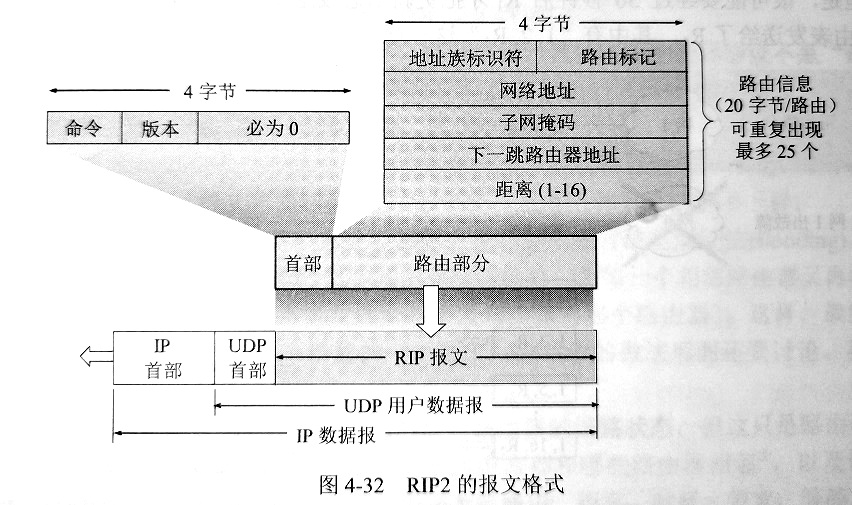 4 字节
地址族标识符 路由标记
网络地址
子网掩码
下一跳路由器地址
距离 (1-16)
路由信息
（20 字节/路由）
可重复出现
最多 25 个
4 字节
命令 版本 必为 0
首部 路由部分
IP
首部
UDP
首部
RIP 报文
UDP 用户数据报
IP 数据报
图 4-32 RIP2 的报文格式